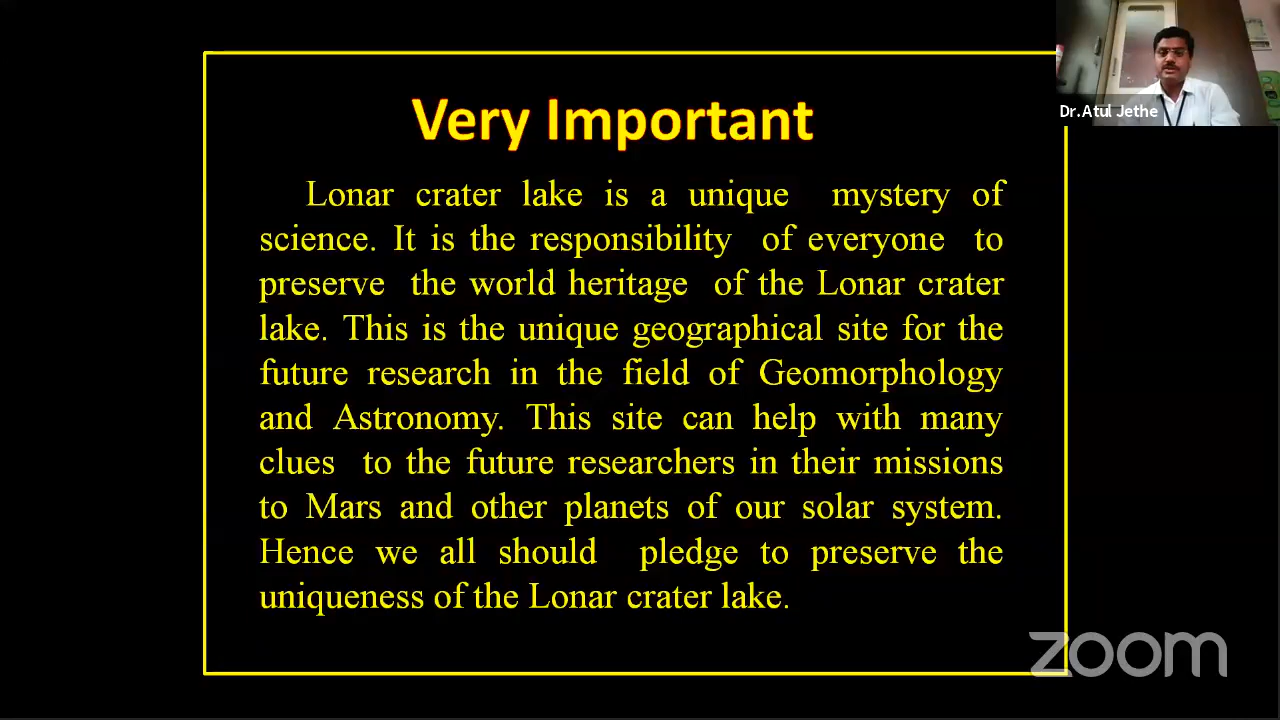 Very Important
Dr.Atul Jethe
Lonar crater lake is a unique mystery of
science. It is the responsibility of everyone to
preserve the world heritage of the Lonar crater
lake. This is the unique geographical site for the
future research in the field of Geomorphology
and Astronomy. This site can help with many
clues to the future researchers in their missions
to Mars and other planets of our solar system.
Hence we all should pledge to preserve the
uniqueness of the Lonar crater lake.
zoom